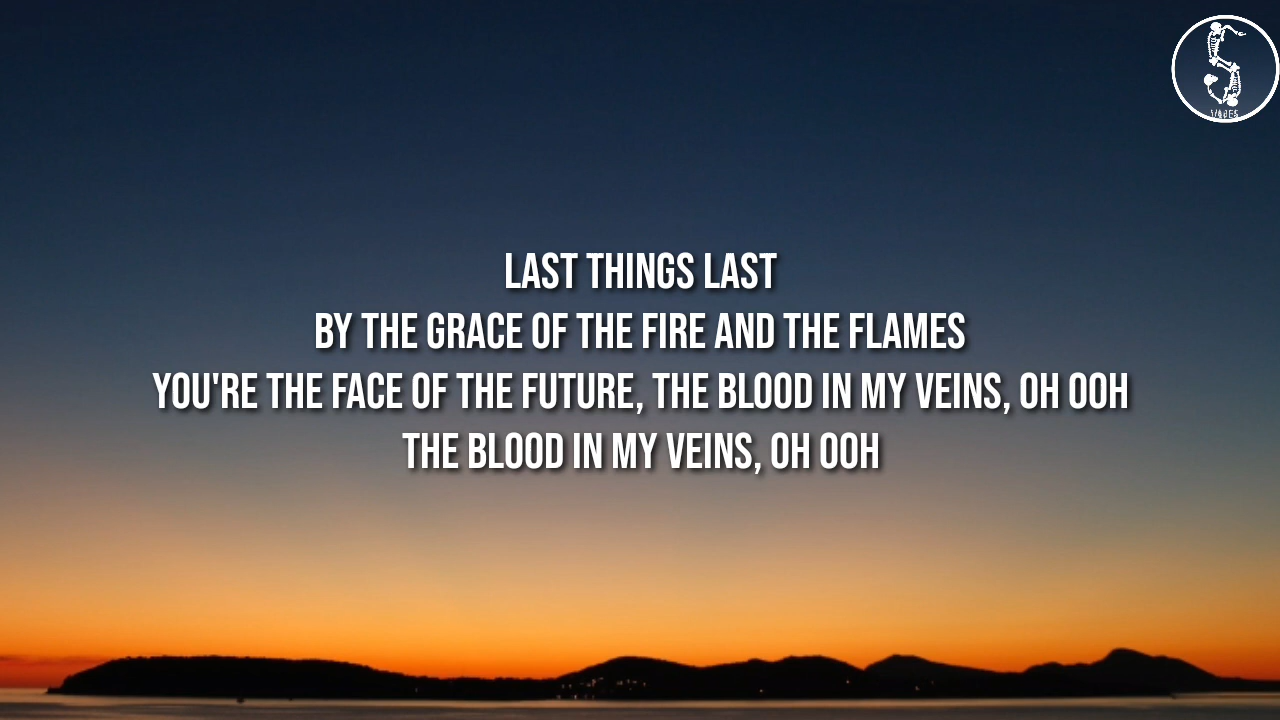 LAST THINGS LAST
BY THE GRACE OF THE FIRE AND THE FLAMES
YOU'RE THE FACE OF THE FUTURE, THE BLOOD IN MY VEINS, OH OOH
THE BLOOD IN MY VEINS, OH OOH